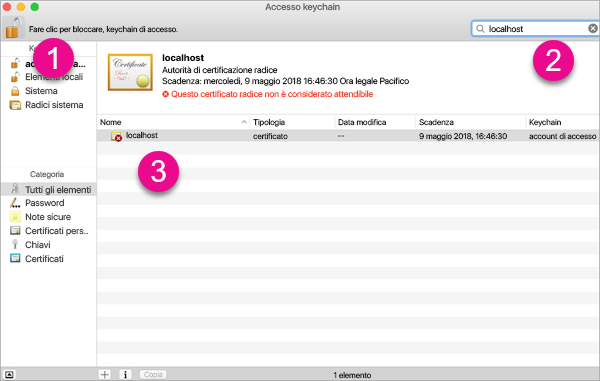 Accesso keychain
Fare clic per bloccare, keychain di accesso.
localhost
1
2
Elementi locali
Sistema
Radici sistema
localhost
Autorità di certificazione radice
Scadenza: mercoledì, 9 maggio 2018 16:46:30 Ora legale Pacifico
Questo certificato radice non è considerato attendibile
Nome Tipologia Data modifica Scadenza Keychain
localhost certificato -- 9 maggio 2018, 16:46:30 account di accesso
3
Categoria
Tutti gli elementi
Password
Note sicure
Certificati pers..
Chiavi
Certificati
Copia
1 elemento